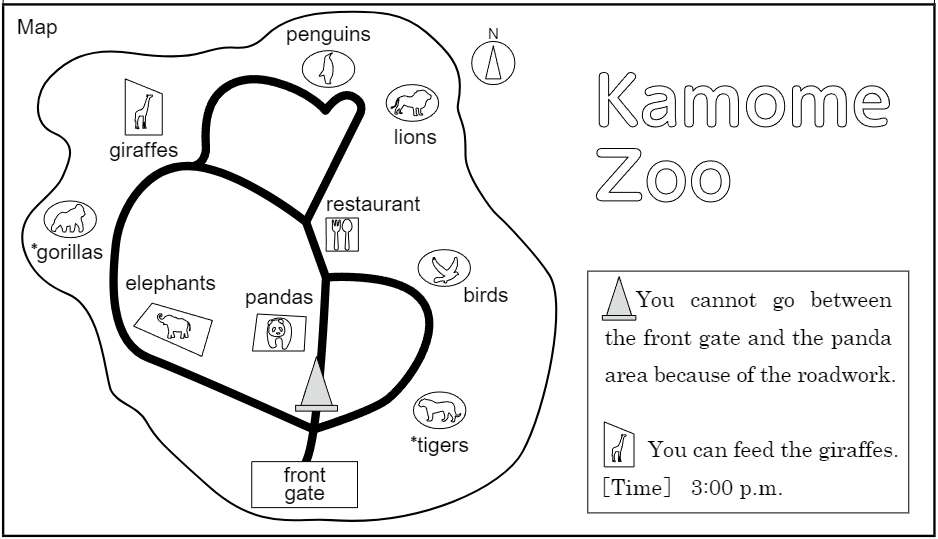 Map
penguins
N
lions
giraffes
restaurant
*gorillas
elephants
pandas
birds
*tigers
front
gate
Kamome
Zoo
You cannot go between
the front gate and the panda
area because of the roadwork.
You can feed the giraffes.
[Time] 3:00 p.m.